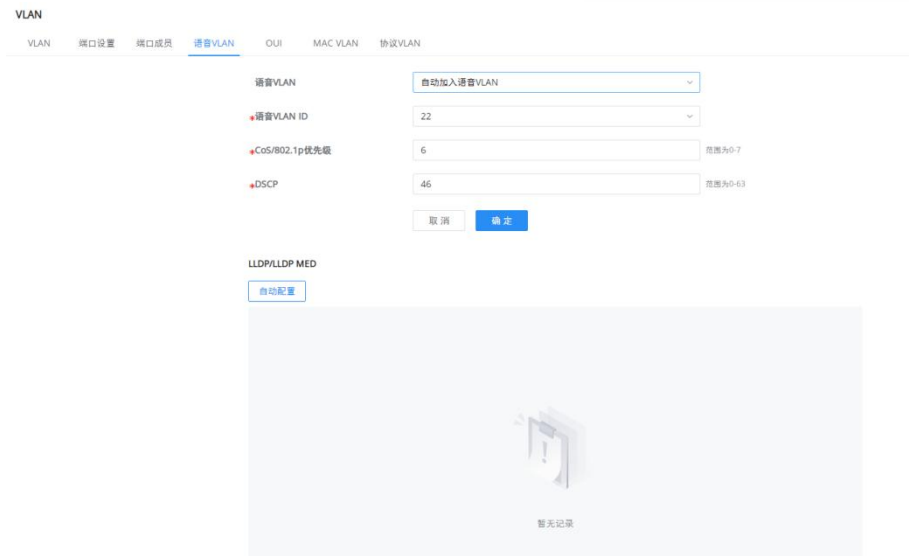 VLAN
VLAN 端口设置 端口成员 语音VLAN OUI MAC VLAN 协议VLAN
语音VLAN 自动加入语音VLAN
*语音VLAN ID 22
*CoS/802.1p优先级 6 范围为0-7
*DSCP 46 范围为0-63
取消 确定
LLDP/LLDP MED
自动配置
暂无记录